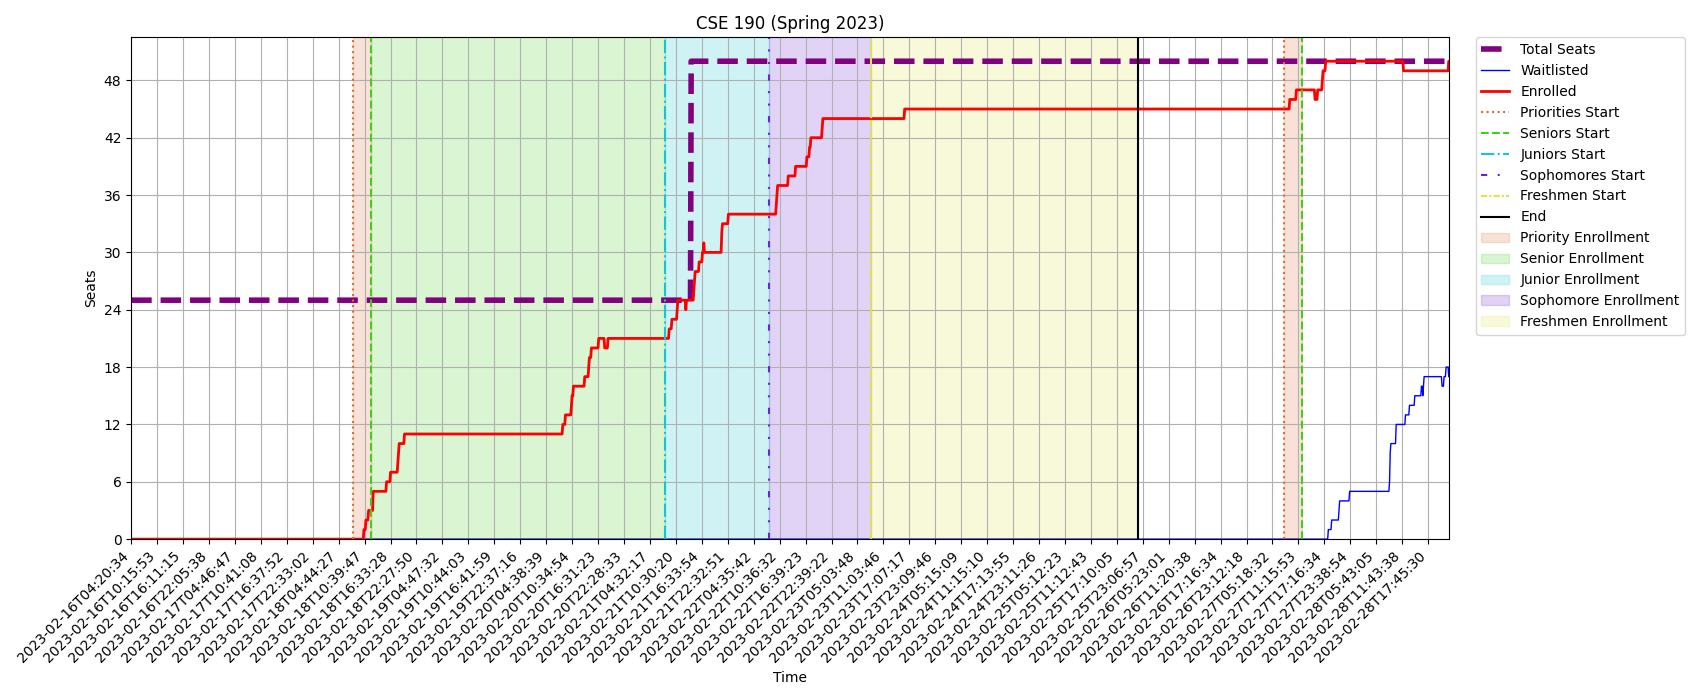 CSE 190 (Spring 2023)
Seats
48
42
36
30
24
18
12
6
0
2023-02-16T04:20:34
2023-02-16T10:15:53
2023-02-16T16:11:15
2023-02-16T22:05:38
2023-02-17T04:46:47
2023-02-17T10:41:08
2023-02-17T16:37:52
2023-02-17T22:33:02
2023-02-18T04:44:27
2023-02-18T10:39:47
2023-02-18T16:33:28
2023-02-18T22:27:50
2023-02-19T04:47:32
2023-02-19T10:44:03
2023-02-19T16:41:59
2023-02-19T22:37:16
2023-02-20T04:38:39
2023-02-20T10:34:54
2023-02-20T16:31:23
2023-02-20T22:28:33
2023-02-21T04:32:17
2023-02-21T10:30:20
2023-02-21T16:33:54
2023-02-21T22:32:51
2023-02-22T04:35:42
2023-02-22T10:36:32
2023-02-22T16:39:23
2023-02-22T22:39:22
2023-02-23T05:03:48
2023-02-23T11:03:46
2023-02-23T17:07:17
2023-02-23T23:09:46
2023-02-24T05:15:09
2023-02-24T11:15:10
2023-02-24T17:13:55
2023-02-24T23:11:26
2023-02-25T05:12:23
2023-02-25T11:12:43
2023-02-25T17:10:05
2023-02-25T23:06:57
2023-02-26T05:23:01
2023-02-26T11:20:38
2023-02-26T17:16:34
2023-02-26T23:12:18
2023-02-27T05:18:32
2023-02-27T11:15:53
2023-02-27T17:16:34
2023-02-27T23:38:54
2023-02-28T05:43:05
2023-02-28T11:43:38
2023-02-28T17:45:30
Time
Total Seats
Waitlisted
Enrolled
Priorities Start
Seniors Start
Juniors Start
Sophomores Start
Freshmen Start
End
Priority Enrollment
Senior Enrollment
Junior Enrollment
Sophomore Enrollment
Freshmen Enrollment